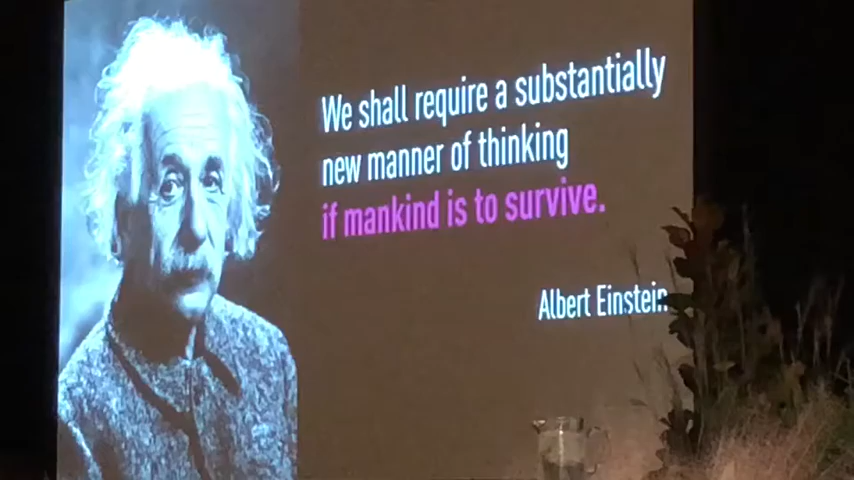 We shall require a substantially
new manner of thinking
if mankind is to survive.
Albert Einstein